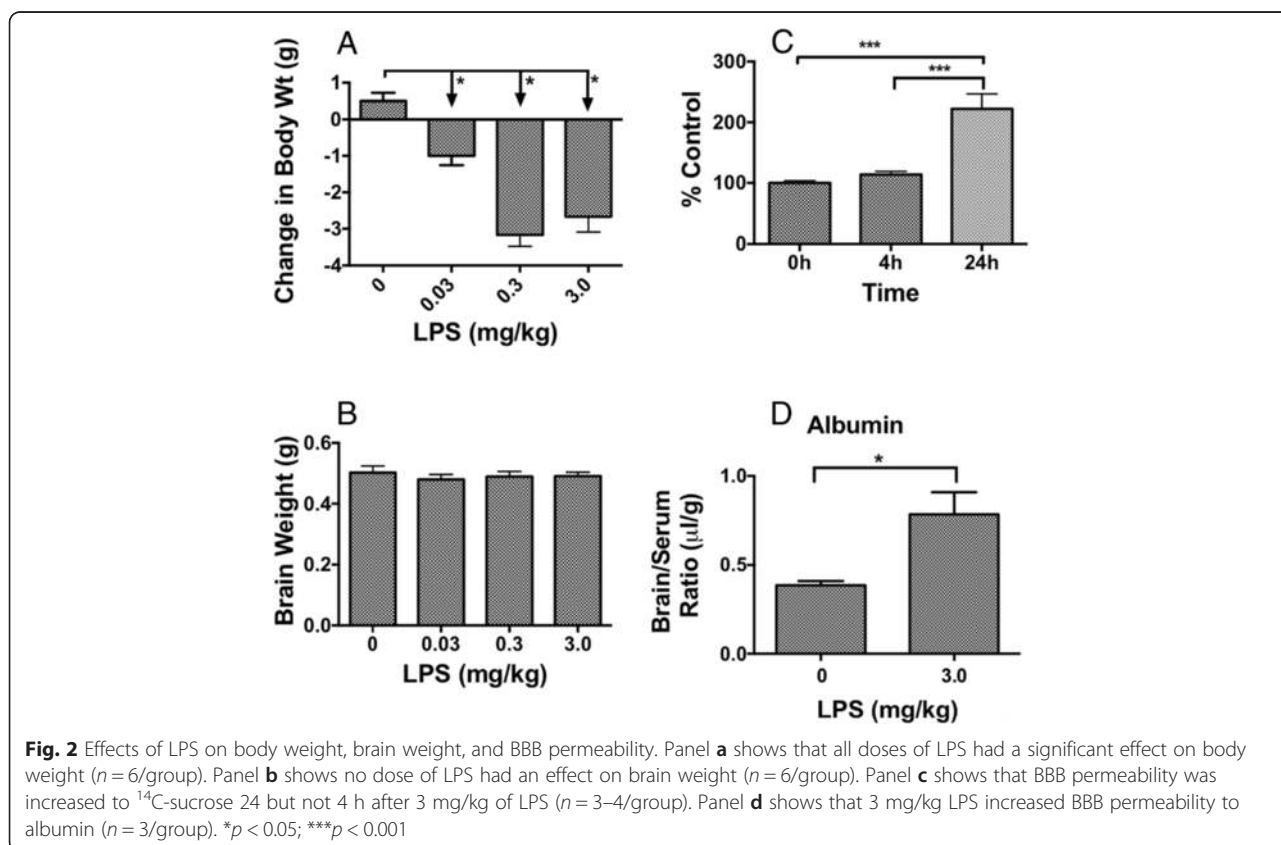 A
Change in Body Wt (g)
1
0
-1
-2
-3
-4
* * *
0 0.03 0.3 3.0
LPS (mg/kg)
C
% Control
300
200
100
0
***
***
0h 4h 24h
Time
B
Brain Weight (g)
0.6
0.4
0.2
0.0
0 0.03 0.3 3.0
LPS (mg/kg)
D Albumin
Brain/Serum
Ratio (μl/g)
1.0
0.5
0.0
*
0 3.0
LPS (mg/kg)
Fig. 2 Effects of LPS on body weight, brain weight, and BBB permeability. Panel a shows that all doses of LPS had a significant effect on body
weight (n = 6/group). Panel b shows no dose of LPS had an effect on brain weight (n = 6/group). Panel c shows that BBB permeability was
increased to ¹⁴C-sucrose 24 but not 4 h after 3 mg/kg of LPS (n = 3–4/group). Panel d shows that 3 mg/kg LPS increased BBB permeability to
albumin (n = 3/group). *p < 0.05; ***p < 0.001